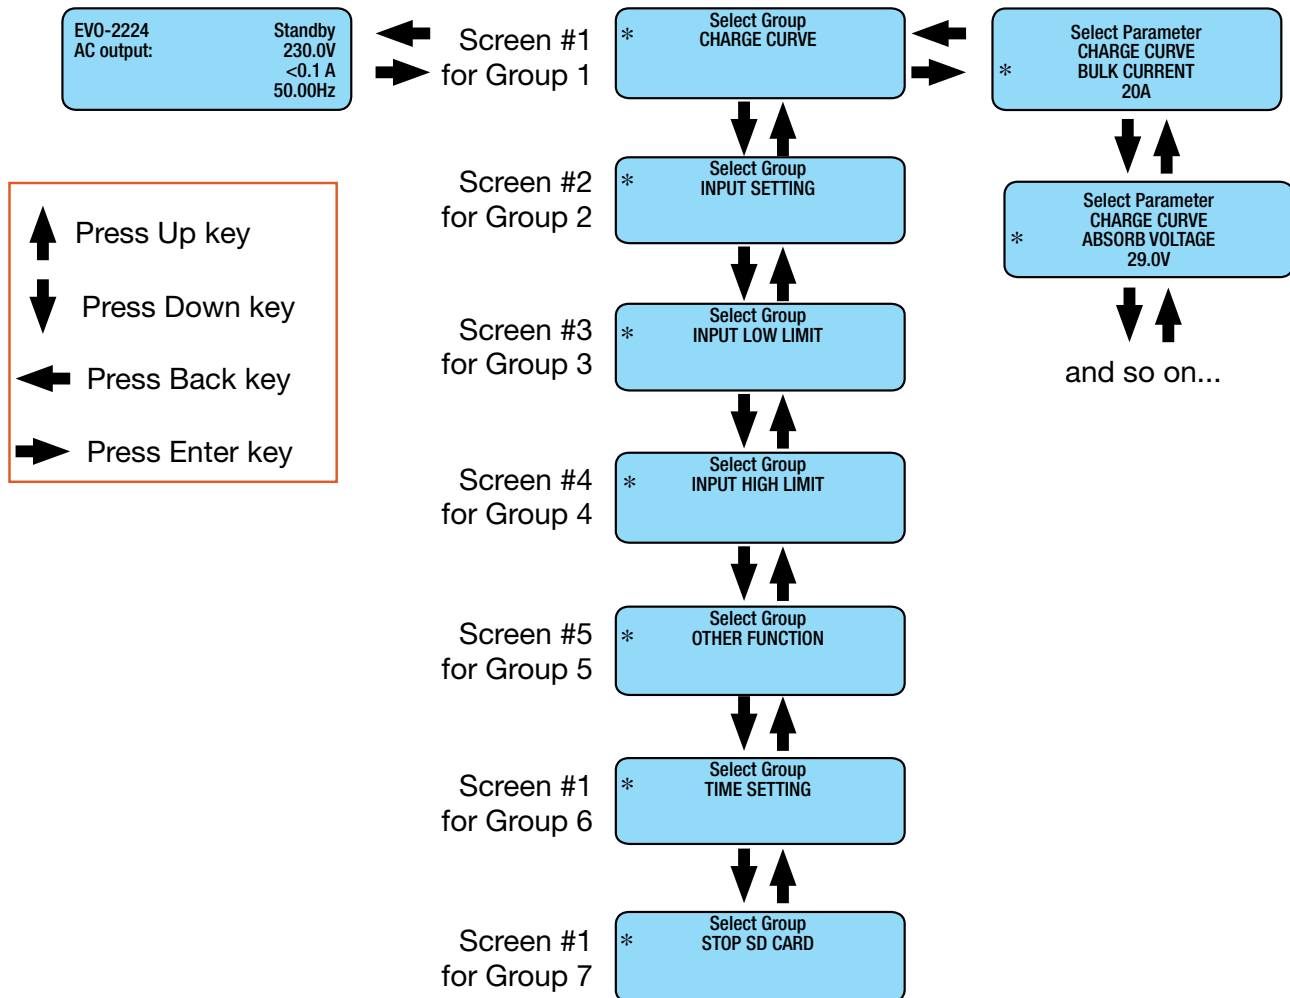 EVO-2224 Standby
AC output: 230.0V
<0.1 A
50.00Hz
Press Up key
Press Down key
Press Back key
Press Enter key
Screen #1
for Group 1
Select Group
* CHARGE CURVE
Screen #2
for Group 2
Select Group
* INPUT SETTING
Screen #3
for Group 3
Select Group
* INPUT LOW LIMIT
Screen #4
for Group 4
Select Group
* INPUT HIGH LIMIT
Screen #5
for Group 5
Select Group
* OTHER FUNCTION
Screen #1
for Group 6
Select Group
* TIME SETTING
Screen #1
for Group 7
Select Group
* STOP SD CARD
Select Parameter
CHARGE CURVE
* BULK CURRENT
20A
Select Parameter
CHARGE CURVE
* ABSORB VOLTAGE
29.0V
and so on...